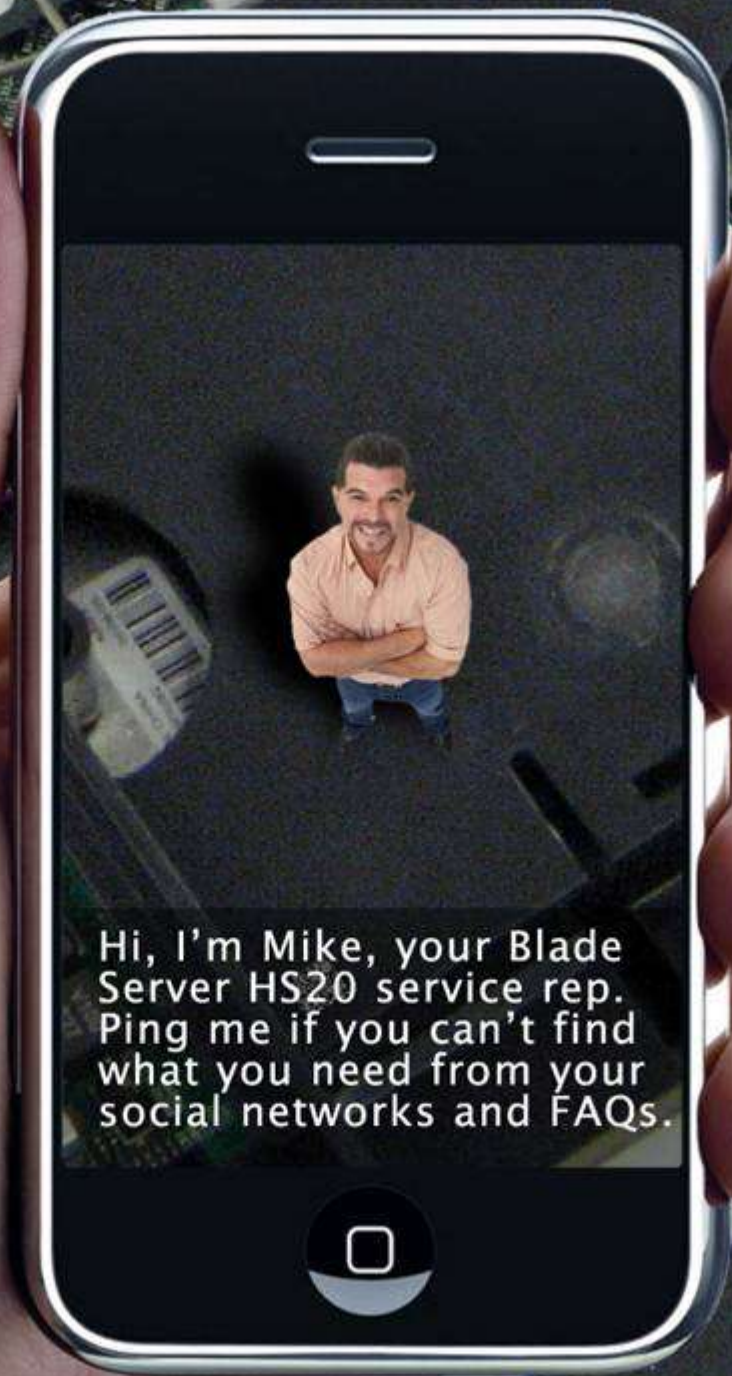 Hi, I'm Mike, your Blade
Server HS20 service rep.
Ping me if you can't find
what you need from your
social networks and FAQs.